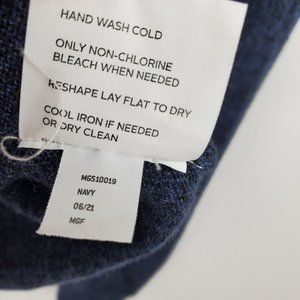 HAND WASH COLD
ONLY NON-CHLORINE
BLEACH WHEN NEEDED
RESHAPE LAY FLAT TO DRY
COOL IRON IF NEEDED
OR DRY CLEAN
MGS10019
NAVY
06/21
MGF